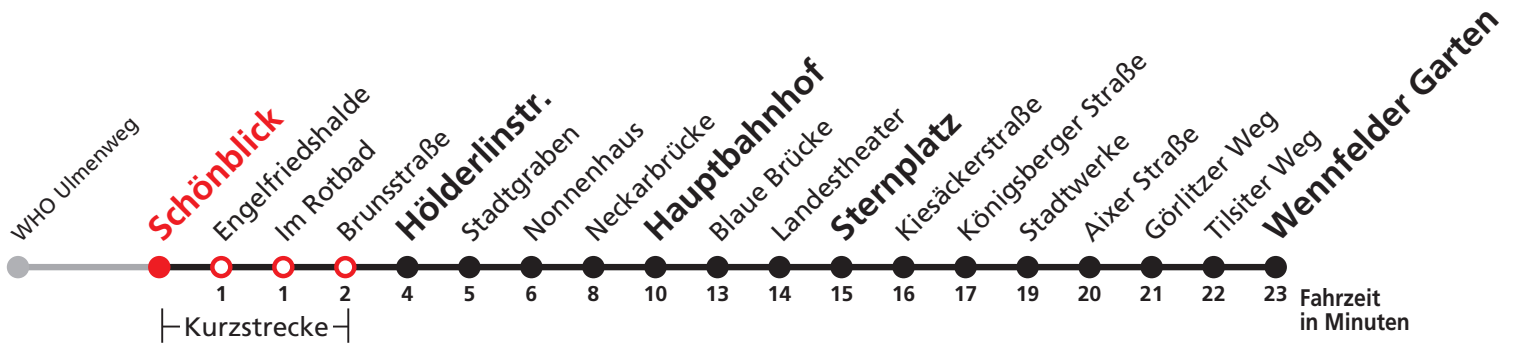 WHO Ulmenweg
Schönblick
Engelfriedshalde
Im Rotbad
Brunsstraße
Hölderlinstr.
Stadtgraben
Nonnenhaus
Neckarbrücke
Hauptbahnhof
Blaue Brücke
Landestheater
Sternplatz
Kiesäckerstraße
Königsberger Straße
Stadtwerke
Aixer Straße
Görlitzer Weg
Tilsiter Weg
Wennfelder Garten
1 1 2 4 5 6 8 10 13 14 15 16 17 19 20 21 22 23
Fahrzeit
in Minuten
Kurzstrecke